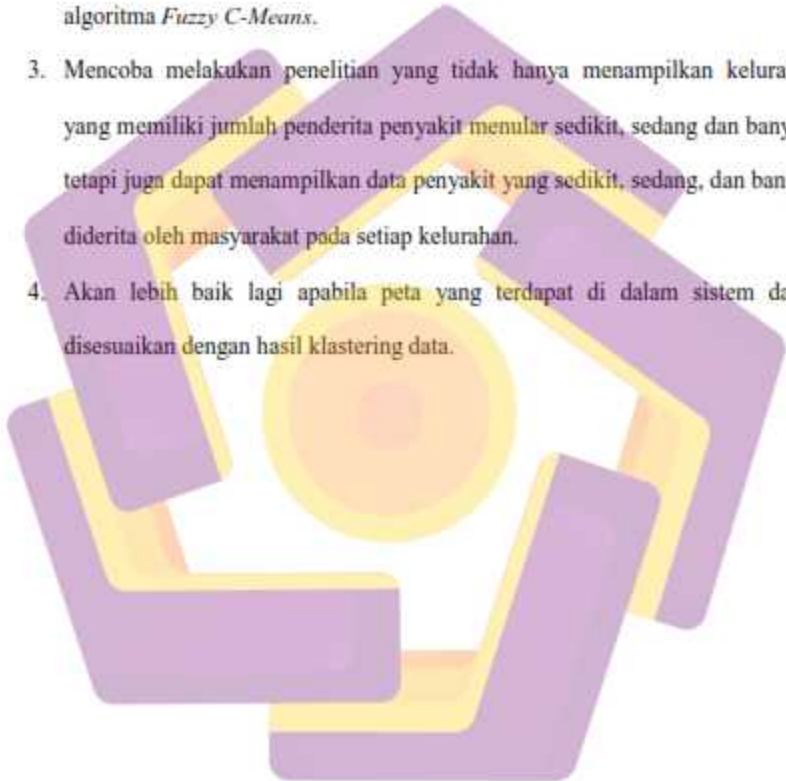 algoritma Fuzzy C-Means.
3. Mencoba melakukan penelitian yang tidak hanya menampilkan kelura
yang memiliki jumlah penderita penyakit menular sedikit, sedang dan bany
tetapi juga dapat menampilkan data penyakit yang sedikit, sedang, dan ban
diderita oleh masyarakat pada setiap kelurahan.
4. Akan lebih baik lagi apabila peta yang terdapat di dalam sistem da
disesuaikan dengan hasil klastering data.